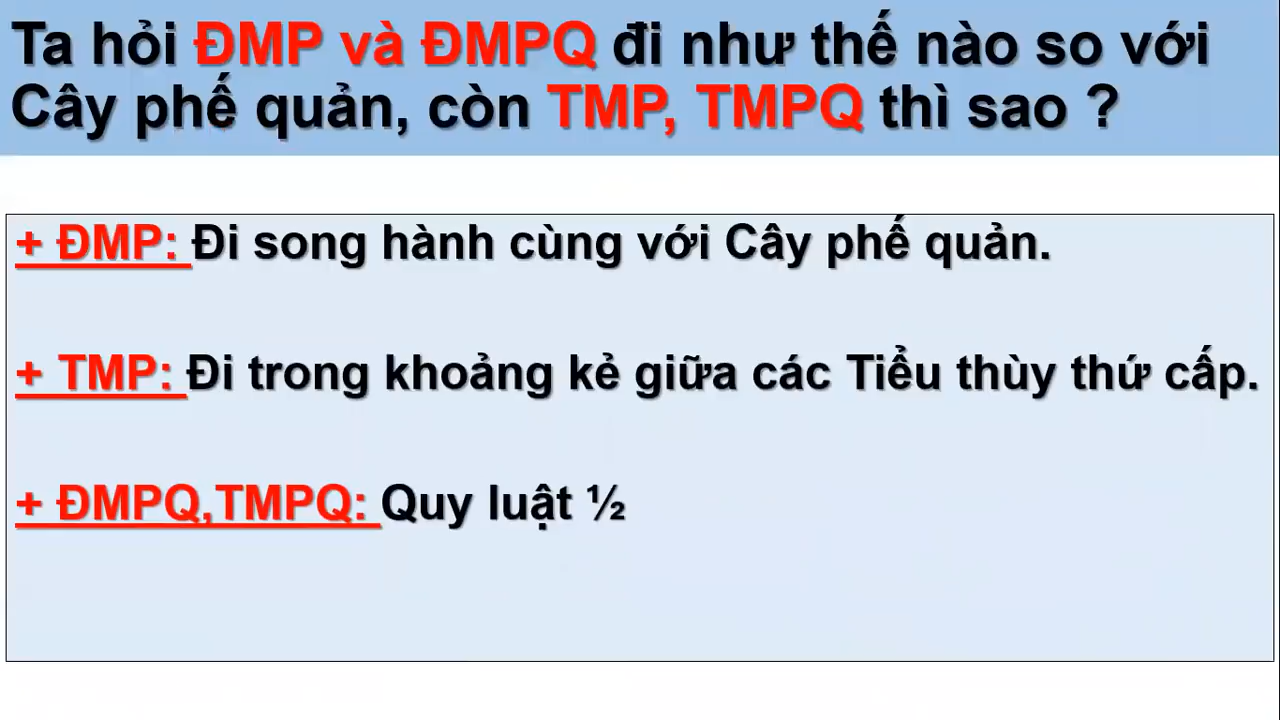 Ta hỏi ĐMP và ĐMPQ đi như thế nào so với
Cây phế quản, còn TMP, TMPQ thì sao ?
+ ĐMP: Đi song hành cùng với Cây phế quản.
+ TMP: Đi trong khoảng kẻ giữa các Tiểu thùy thứ cấp.
+ ĐMPQ,TMPQ: Quy luật ½